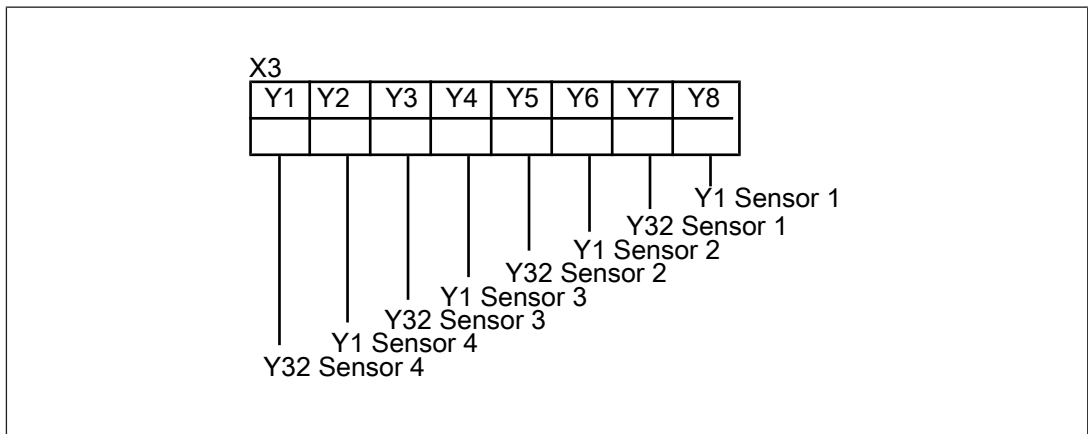 X3
Y1 Y2 Y3 Y4 Y5 Y6 Y7 Y8
Y1 Sensor 1
Y32 Sensor 1
Y1 Sensor 2
Y32 Sensor 2
Y1 Sensor 3
Y32 Sensor 3
Y1 Sensor 4
Y32 Sensor 4